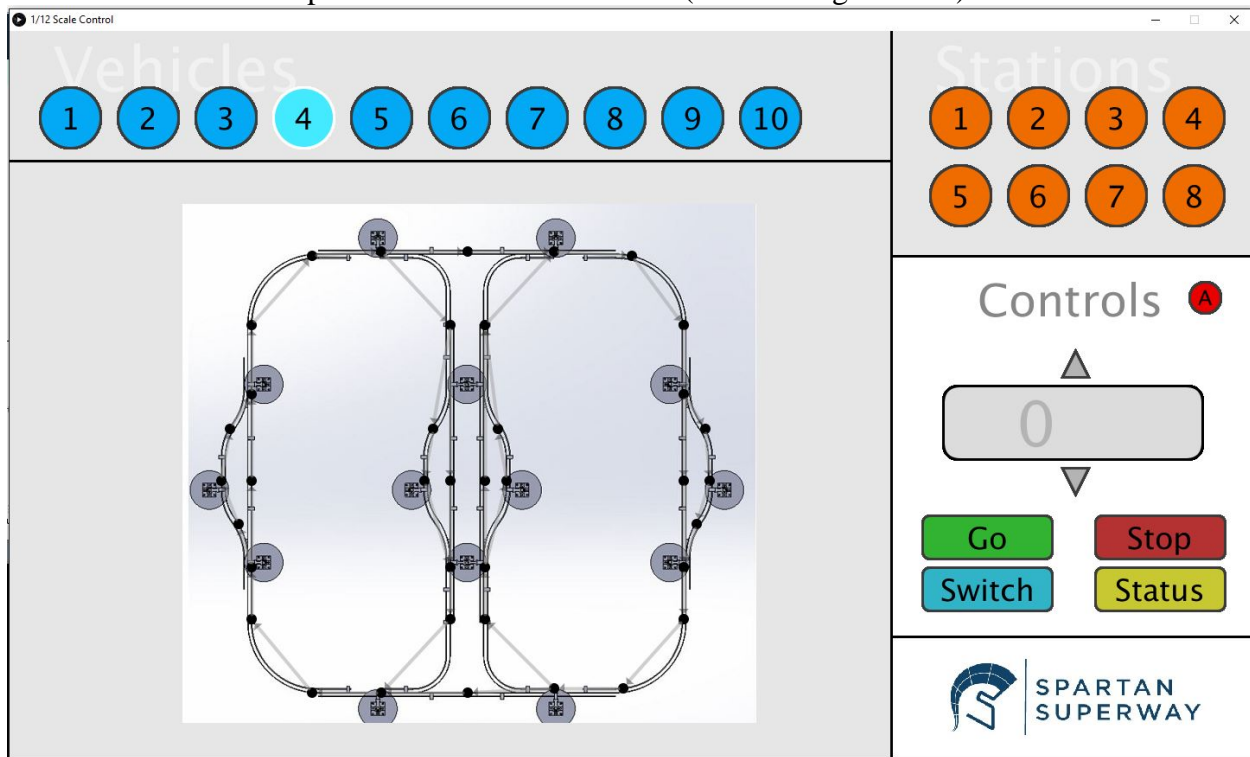 1/12 Scale Control
Vehicles
1 2 3 4 5 6 7 8 9 10
Stations
1 2 3 4
5 6 7 8
Controls A
0
Go Stop
Switch Status
SPARTAN
SUPERWAY